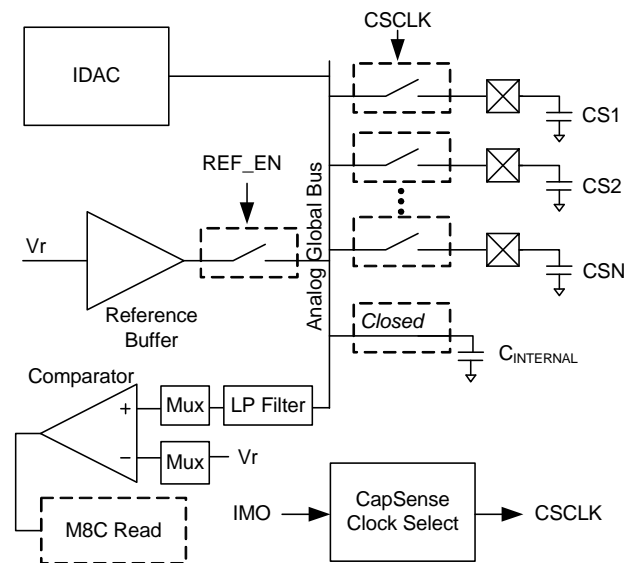 CSCLK
IDAC
CS1
REF_EN
CS2
Vr
Analog Global Bus
CSN
Reference
Buffer
Closed
CINTERNAL
Comparator
+
Mux
LP Filter
−
Mux
Vr
M8C Read
IMO
CapSense
Clock Select
CSCLK